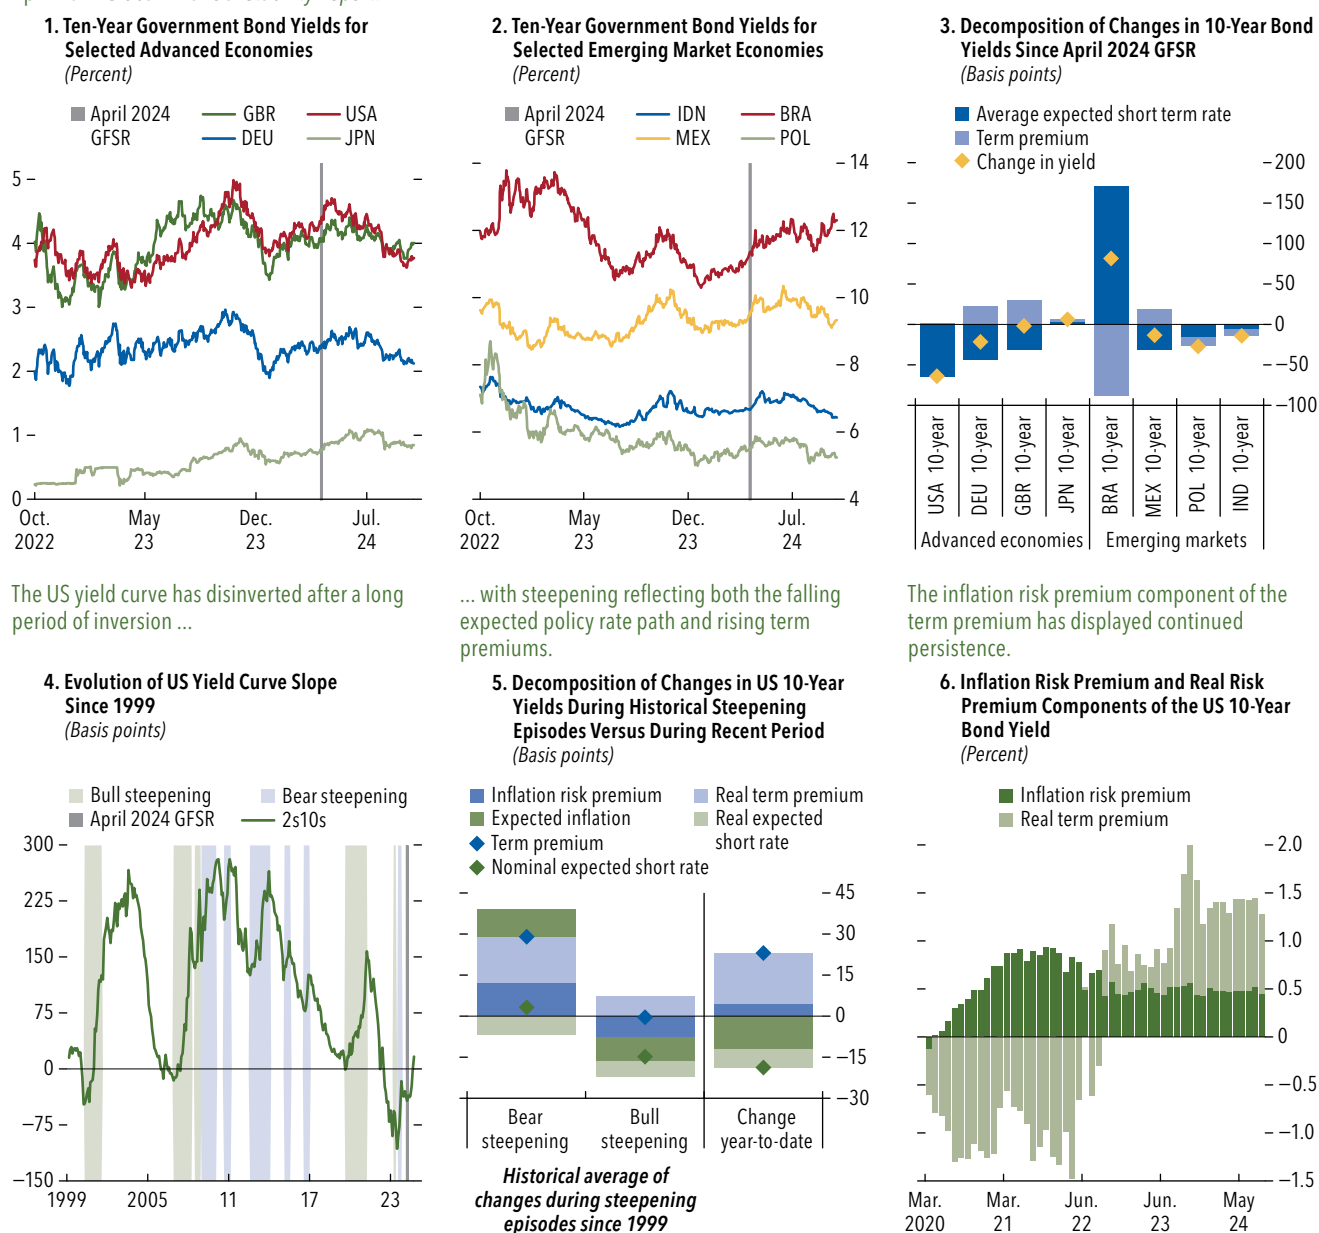 1. Ten-Year Government Bond Yields for
Selected Advanced Economies
(Percent)
April 2024
GFSR
GBR
USA
DEU
JPN
5
4
3
2
1
0
Oct.
2022
May
23
Dec.
23
Jul.
24
2. Ten-Year Government Bond Yields for
Selected Emerging Market Economies
(Percent)
April 2024
GFSR
IDN
BRA
MEX
POL
14
12
10
8
6
4
Oct.
2022
May
23
Dec.
23
Jul.
24
3. Decomposition of Changes in 10-Year Bond
Yields Since April 2024 GFSR
(Basis points)
Average expected short term rate
Term premium
Change in yield
200
150
100
50
0
−50
−100
USA 10-year
DEU 10-year
GBR 10-year
JPN 10-year
BRA 10-year
MEX 10-year
POL 10-year
IND 10-year
Advanced economies
Emerging markets
The US yield curve has disinverted after a long
period of inversion ...
... with steepening reflecting both the falling
expected policy rate path and rising term
premiums.
The inflation risk premium component of the
term premium has displayed continued
persistence.
4. Evolution of US Yield Curve Slope
Since 1999
(Basis points)
Bull steepening
Bear steepening
April 2024 GFSR
2s10s
300
225
150
75
0
−75
−150
1999
2005
11
17
23
5. Decomposition of Changes in US 10-Year
Yields During Historical Steepening
Episodes Versus During Recent Period
(Basis points)
Inflation risk premium
Real term premium
Expected inflation
Real expected
short rate
Term premium
Nominal expected short rate
45
30
15
0
−15
−30
Bear
steepening
Bull
steepening
Change
year-to-date
Historical average of
changes during steepening
episodes since 1999
6. Inflation Risk Premium and Real Risk
Premium Components of the US 10-Year
Bond Yield
(Percent)
Inflation risk premium
Real term premium
2.0
1.5
1.0
0.5
0
−0.5
−1.0
−1.5
Mar.
2020
Mar.
21
Jun.
22
Jun.
23
May
24